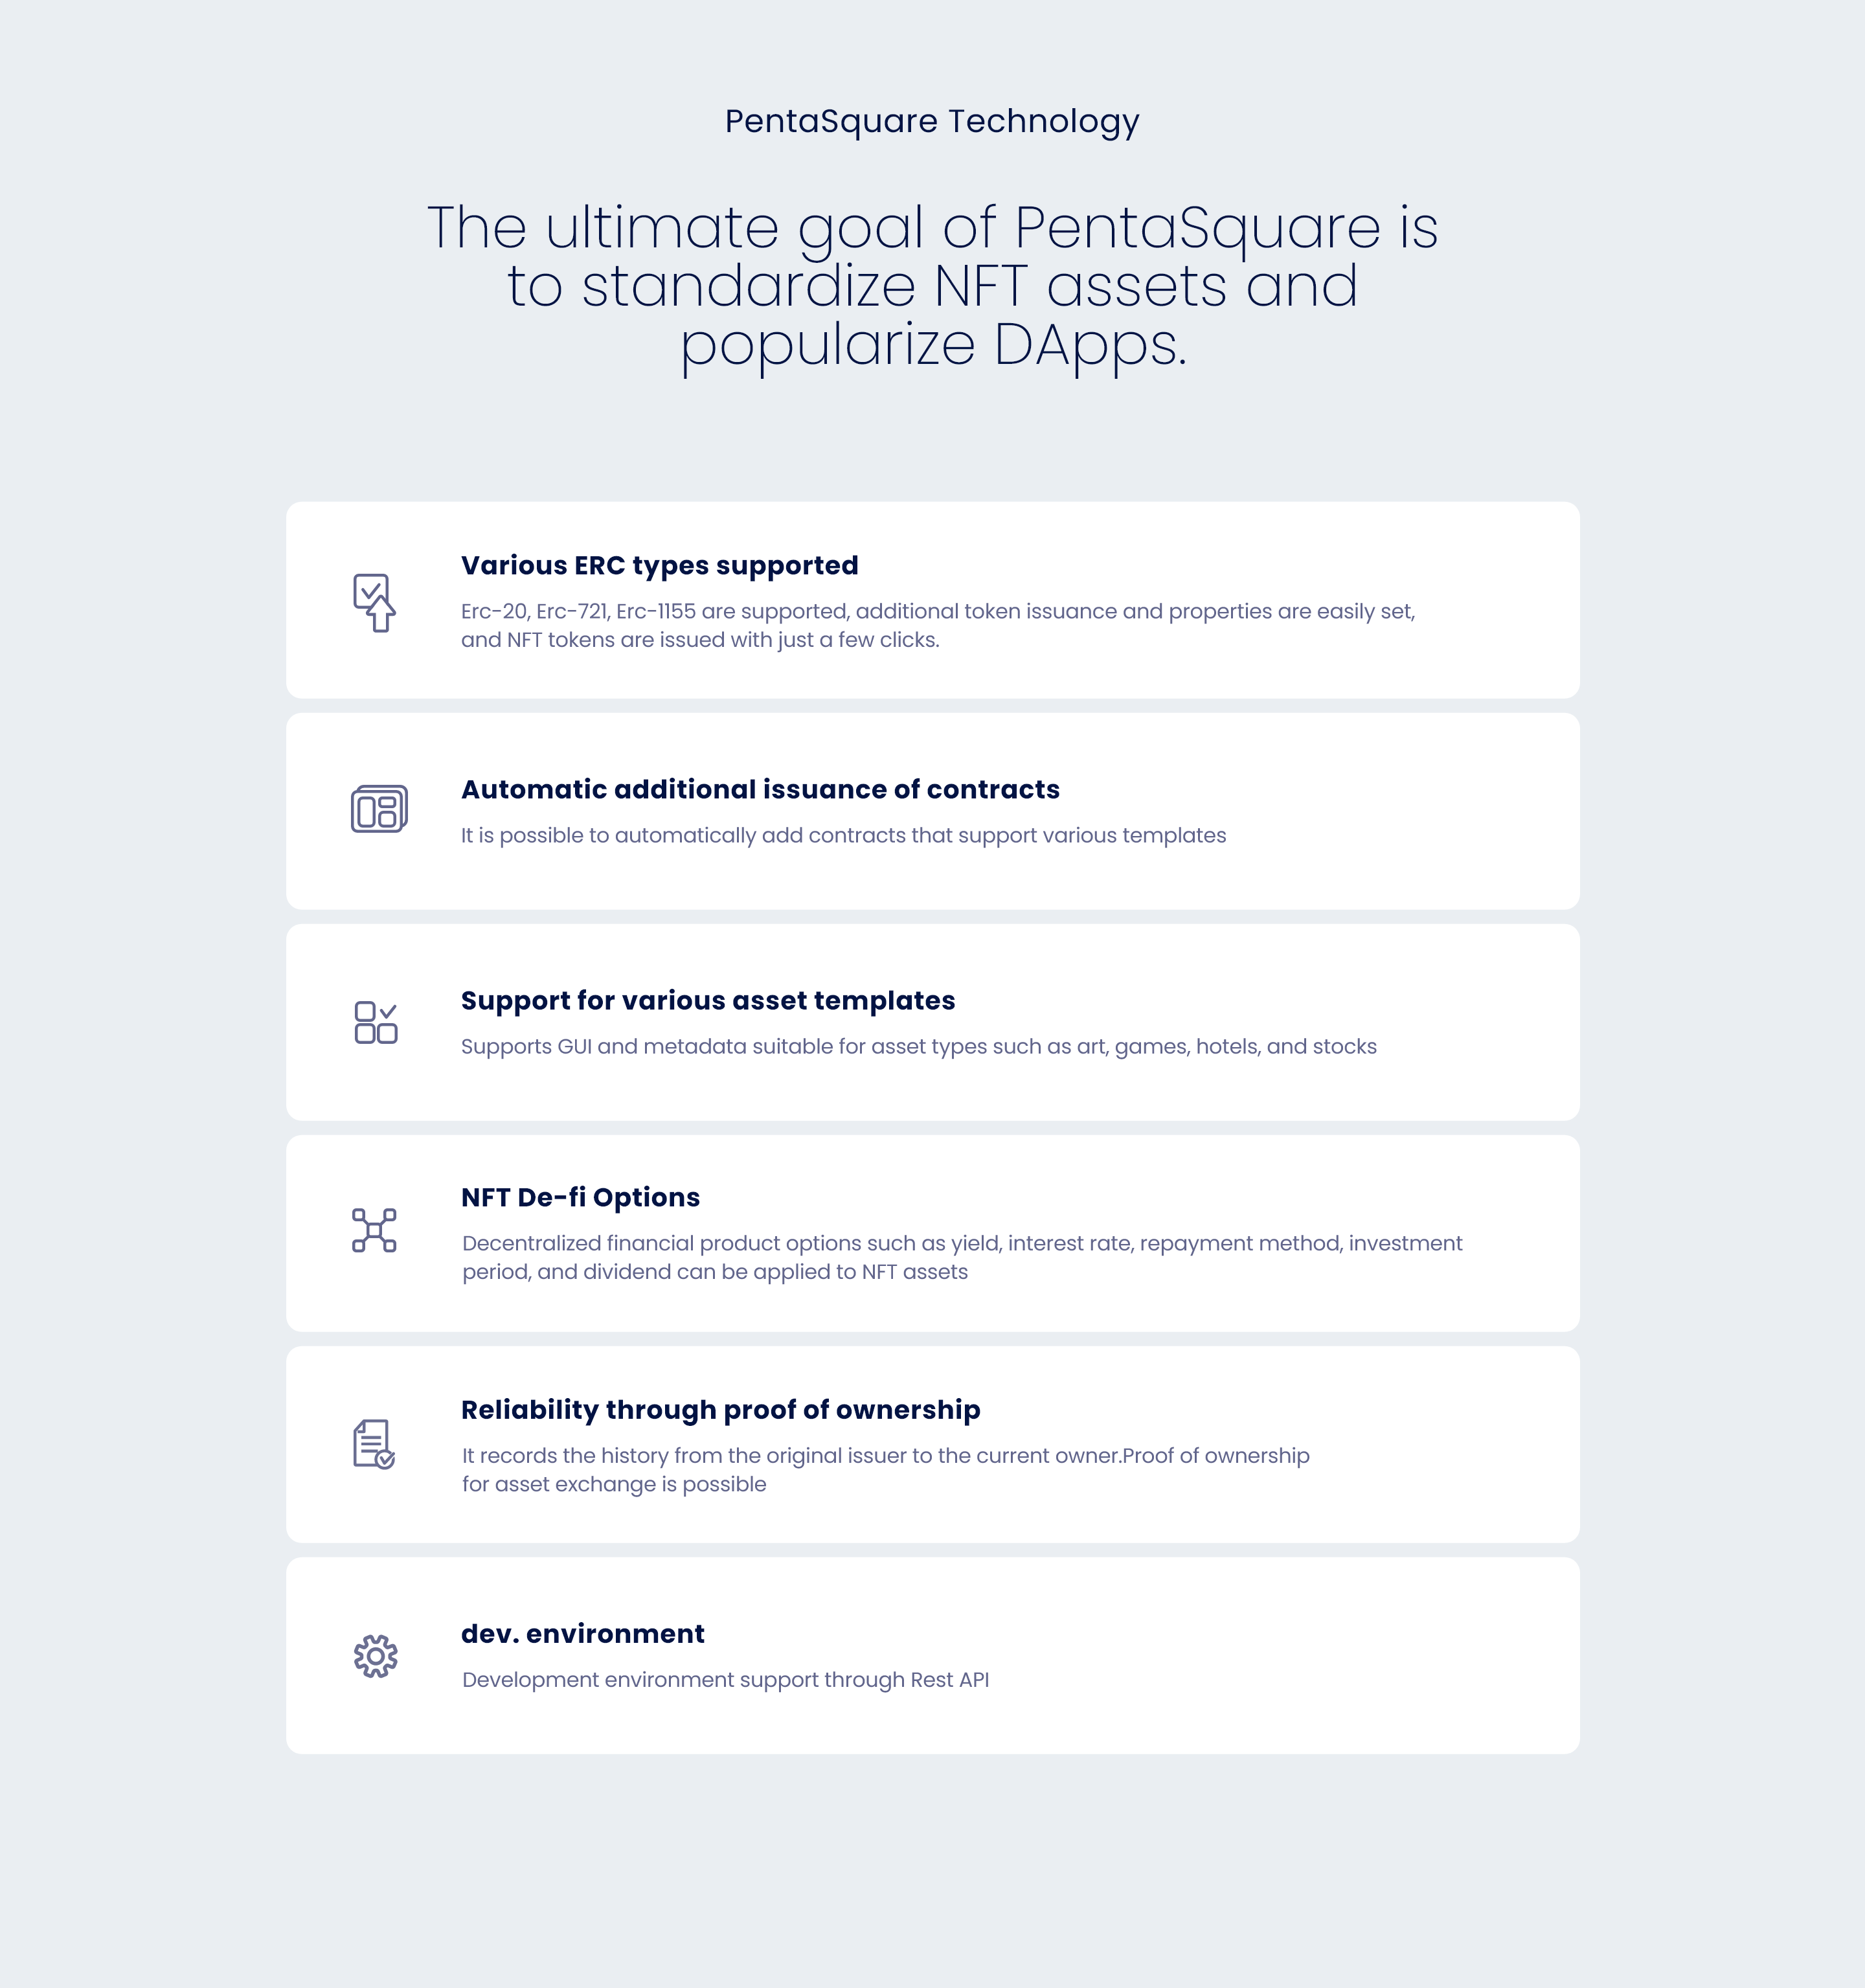 PentaSquare Technology
The ultimate goal of PentaSquare is
to standardize NFT assets and
popularize DApps.
Various ERC types supported
Erc-20, Erc-721, Erc-1155 are supported, additional token issuance and properties are easily set,
and NFT tokens are issued with just a few clicks.
Automatic additional issuance of contracts
It is possible to automatically add contracts that support various templates
Support for various asset templates
Supports GUI and metadata suitable for asset types such as art, games, hotels, and stocks
NFT De-fi Options
Decentralized financial product options such as yield, interest rate, repayment method, investment
period, and dividend can be applied to NFT assets
Reliability through proof of ownership
It records the history from the original issuer to the current owner.Proof of ownership
for asset exchange is possible
dev. environment
Development environment support through Rest API